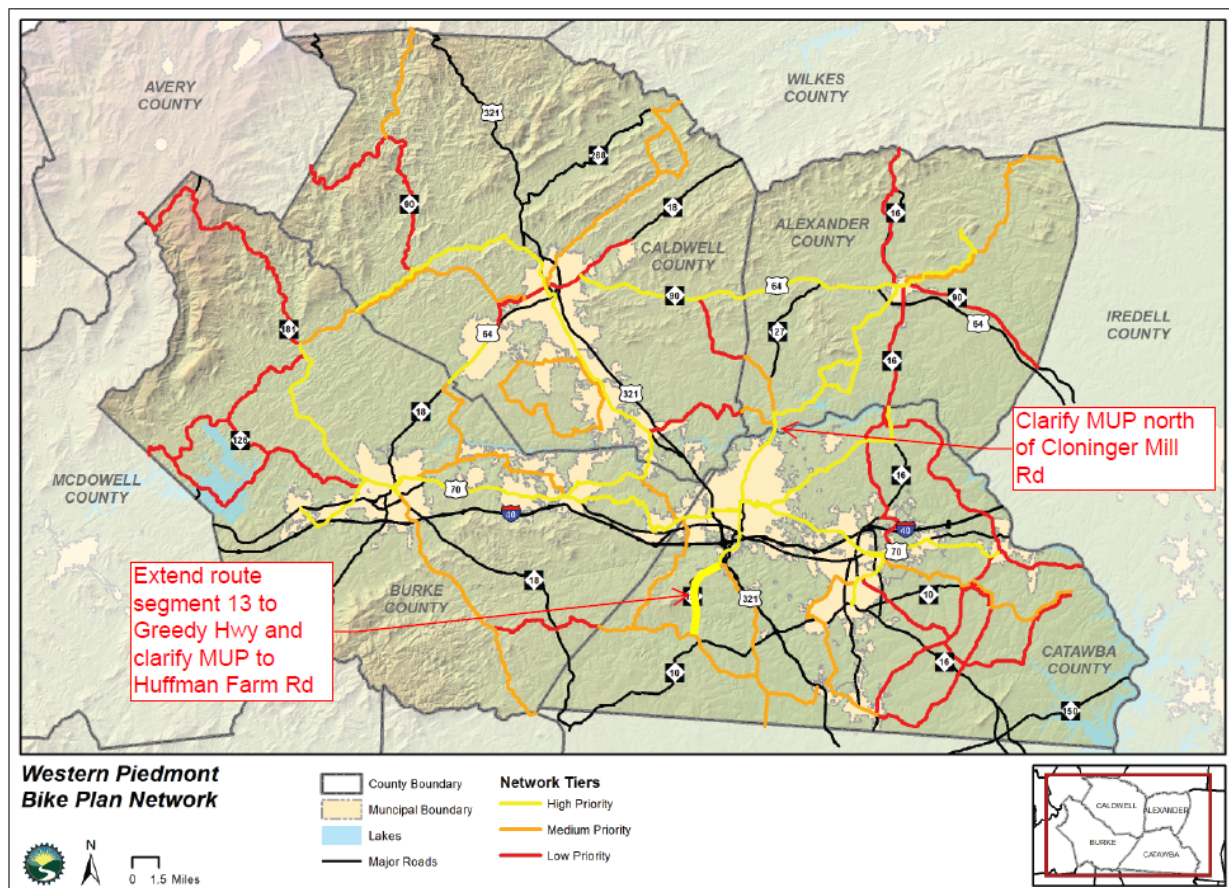 AVERY
COUNTY
WILKES
COUNTY
321
288
90
18
16
ALEXANDER
COUNTY
CALDWELL
COUNTY
64
90
90
64
IREDELL
COUNTY
181
64
127
16
321
18
126
MCDOWELL
COUNTY
Clarify MUP north
of Cloninger Mill
Rd
16
70
40
40
70
Extend route
segment 13 to
Greedy Hwy and
clarify MUP to
Huffman Farm Rd
BURKE
COUNTY
18
321
10
10
16
CATAWBA
COUNTY
150
Western Piedmont
Bike Plan Network
County Boundary
Muncipal Boundary
Lakes
Major Roads
Network Tiers
High Priority
Medium Priority
Low Priority
N
0 1.5 Miles
CALDWELL
ALEXANDER
BURKE
CATAWBA